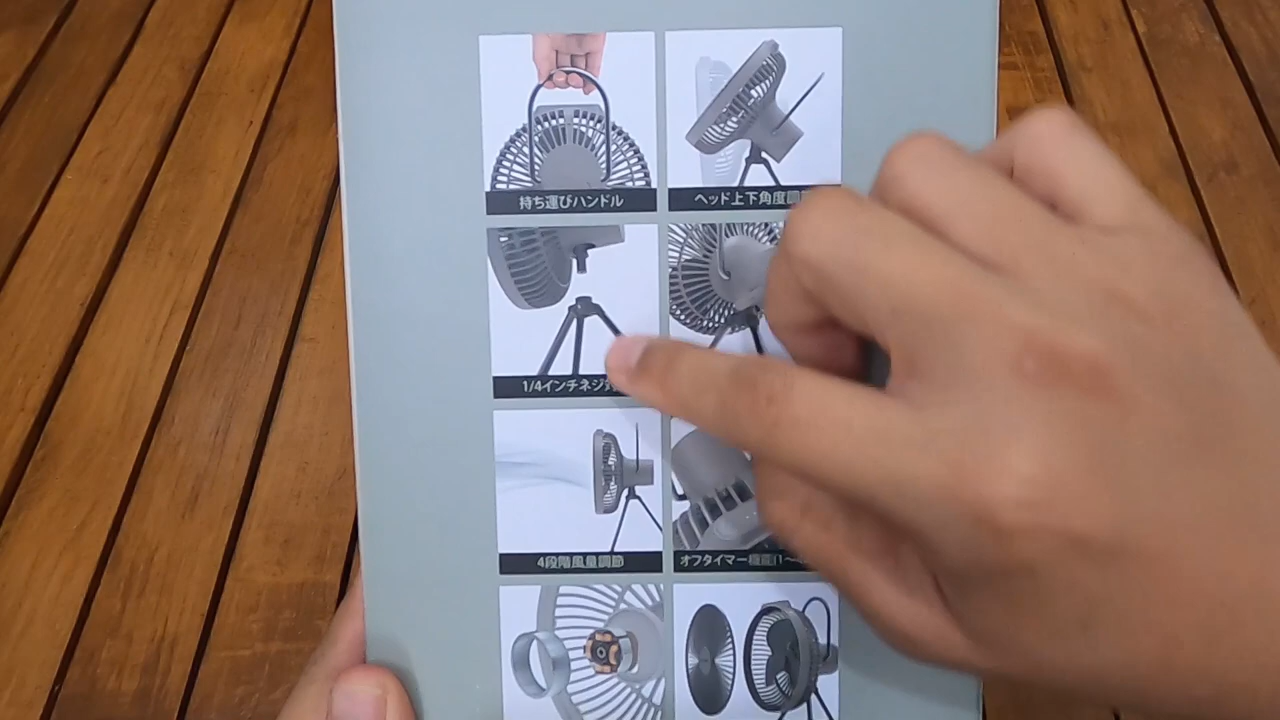 持ち運びハンドル
ヘッド上下角度調
1/4インチネジ
4段階風量調節
オフタイマー機能(1〜